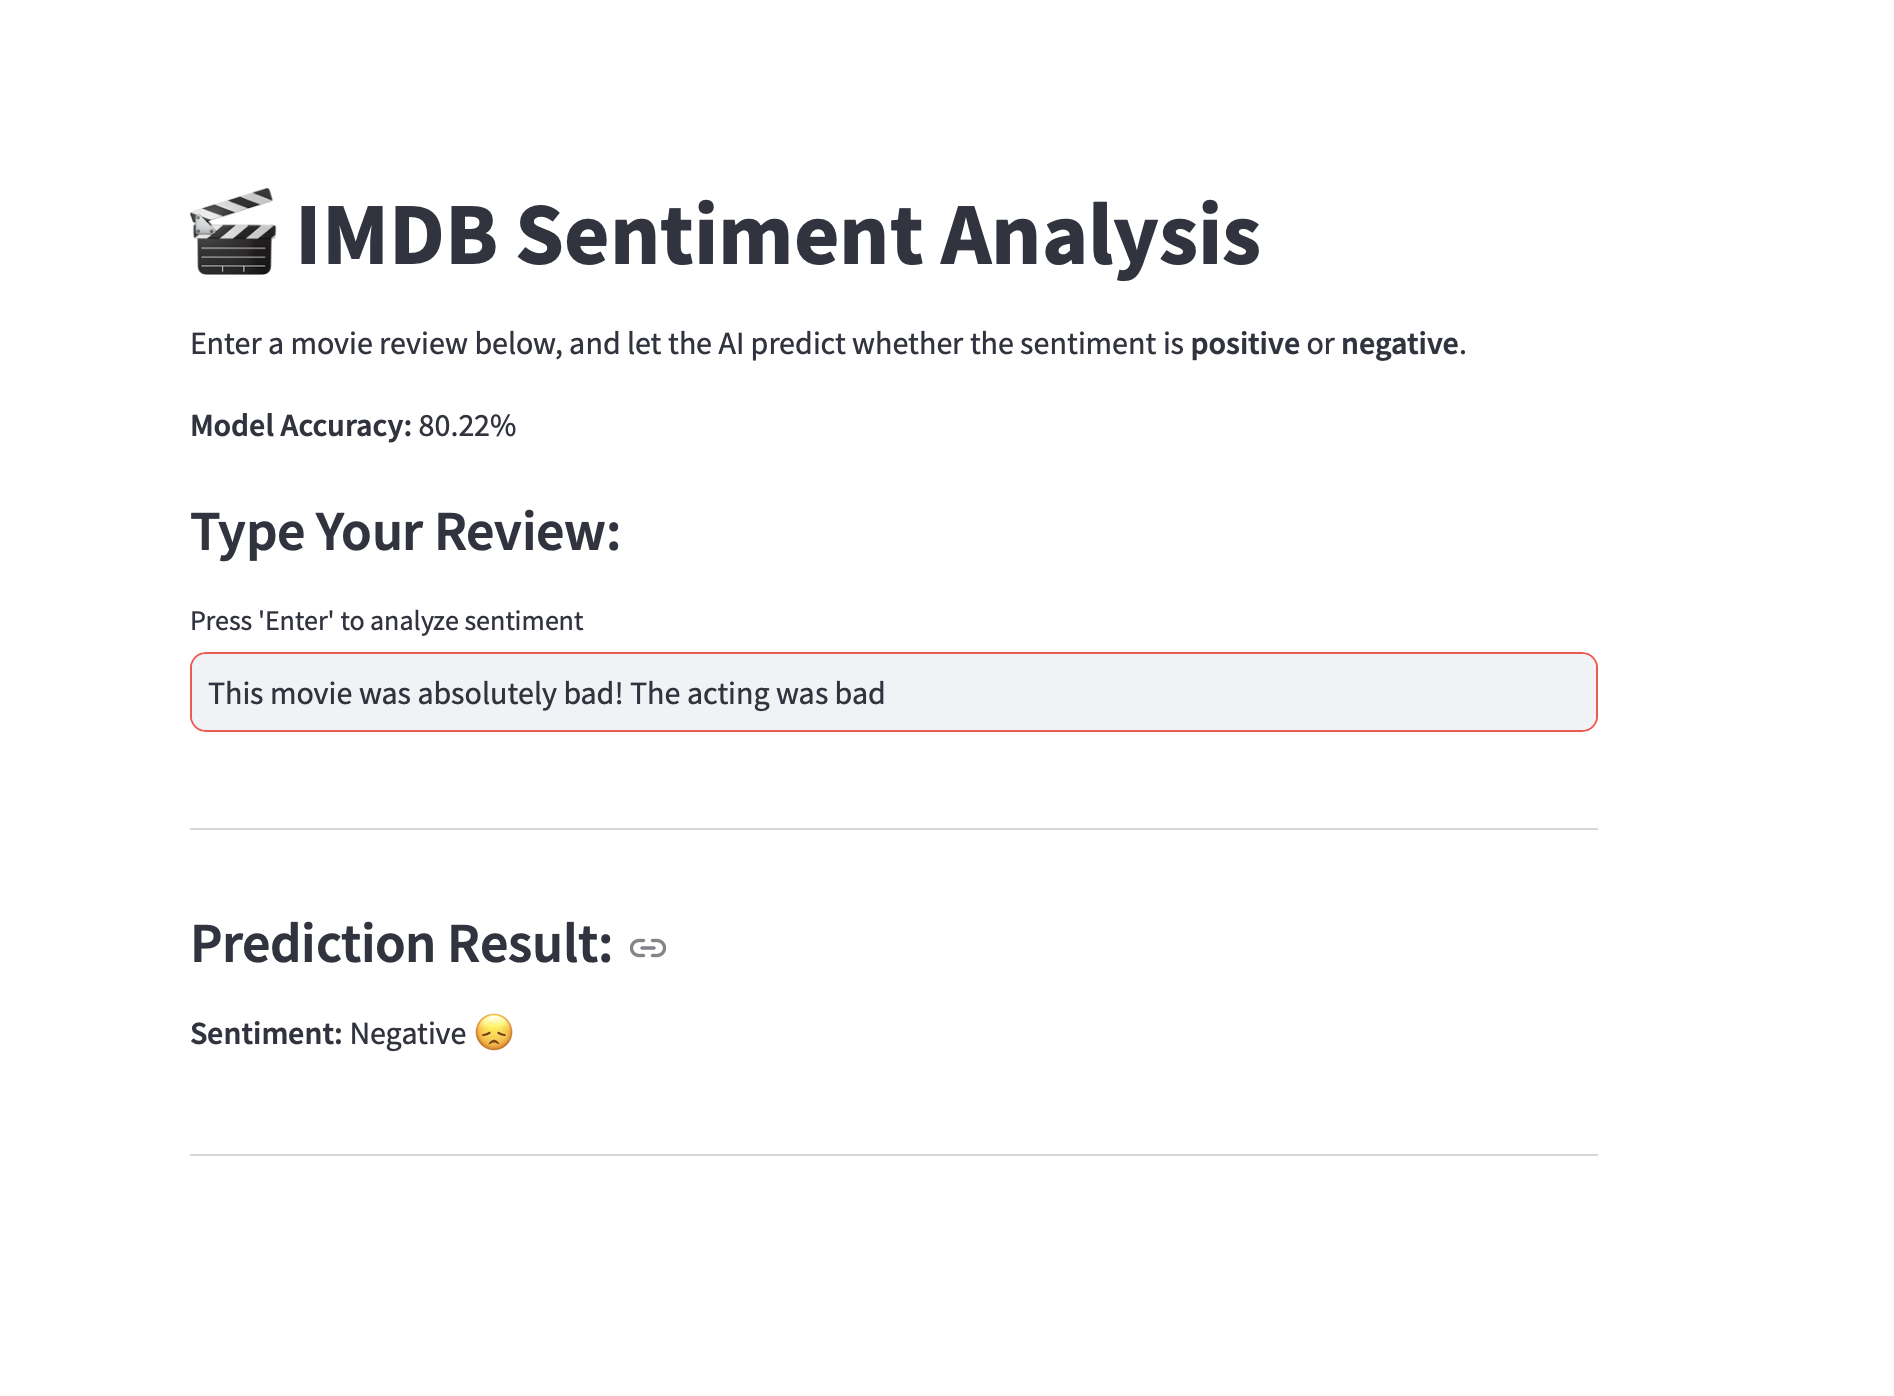 🎬 IMDB Sentiment Analysis
Enter a movie review below, and let the AI predict whether the sentiment is positive or negative.
Model Accuracy: 80.22%
Type Your Review:
Press 'Enter' to analyze sentiment
This movie was absolutely bad! The acting was bad
Prediction Result:
Sentiment: Negative 😞